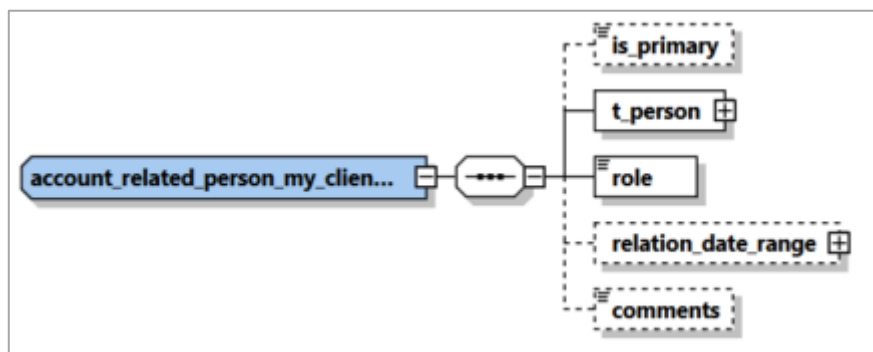 is_primary
t_person
account_related_person_my_clien...
role
relation_date_range
comments